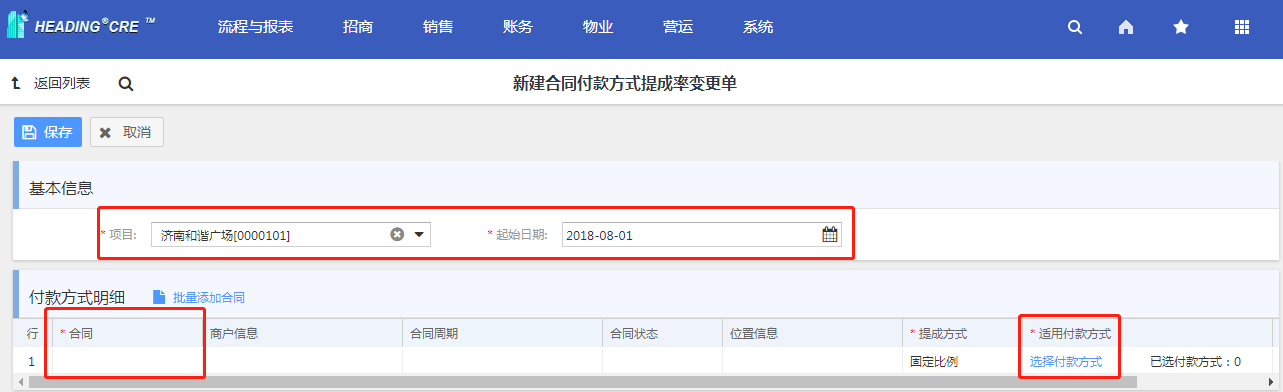 HEADING®CRE ™ 流程与报表 招商 销售 账务 物业 营运 系统
返回列表 新建合同付款方式提成率变更单
保存 取消
基本信息
* 项目: 济南和谐广场[0000101] * 起始日期: 2018-08-01
付款方式明细 批量添加合同
行 * 合同 商户信息 合同周期 合同状态 位置信息 * 提成方式 * 适用付款方式
1 固定比例 选择付款方式 已选付款方式：0